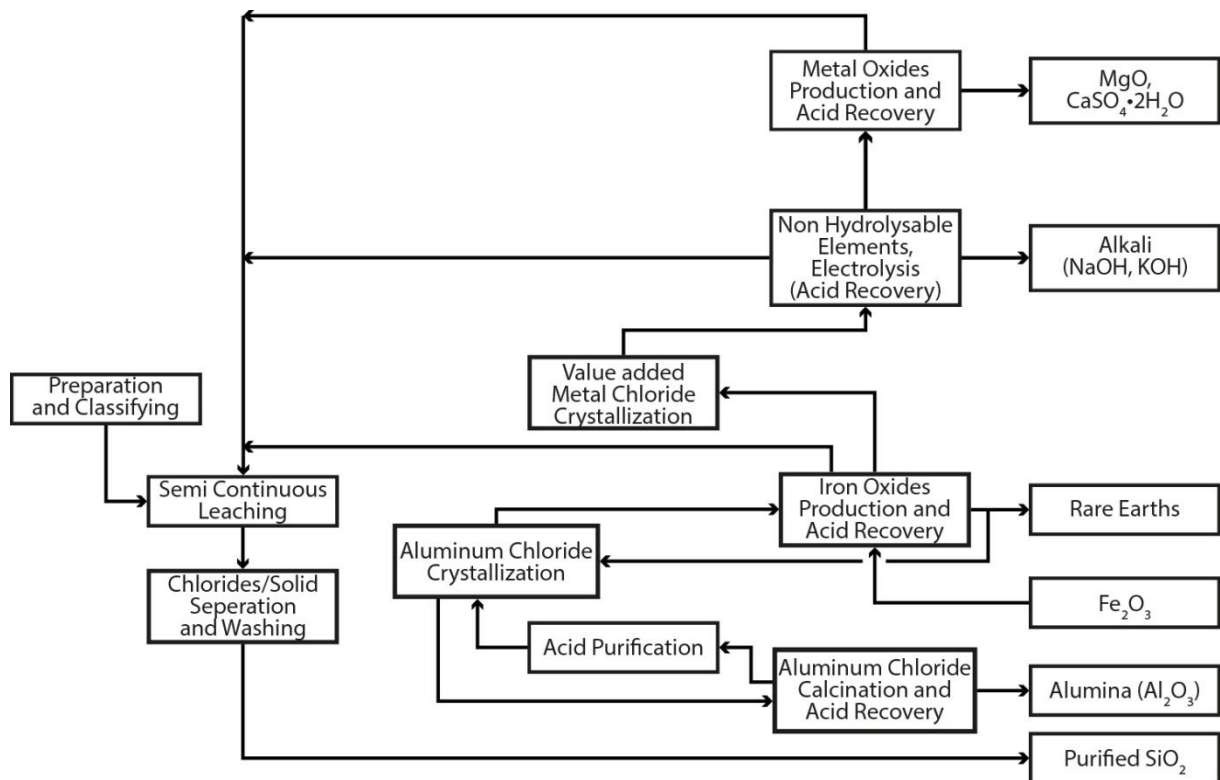 Metal Oxides
Production and
Acid Recovery
MgO,
CaSO₄•2H₂O
Non Hydrolysable
Elements,
Electrolysis
(Acid Recovery)
Alkali
(NaOH, KOH)
Value added
Metal Chloride
Crystallization
Preparation
and Classifying
Semi Continuous
Leaching
Iron Oxides
Production and
Acid Recovery
Rare Earths
Aluminum Chloride
Crystallization
Chlorides/Solid
Seperation
and Washing
Fe₂O₃
Acid Purification
Aluminum Chloride
Calcination and
Acid Recovery
Alumina (Al₂O₃)
Purified SiO₂